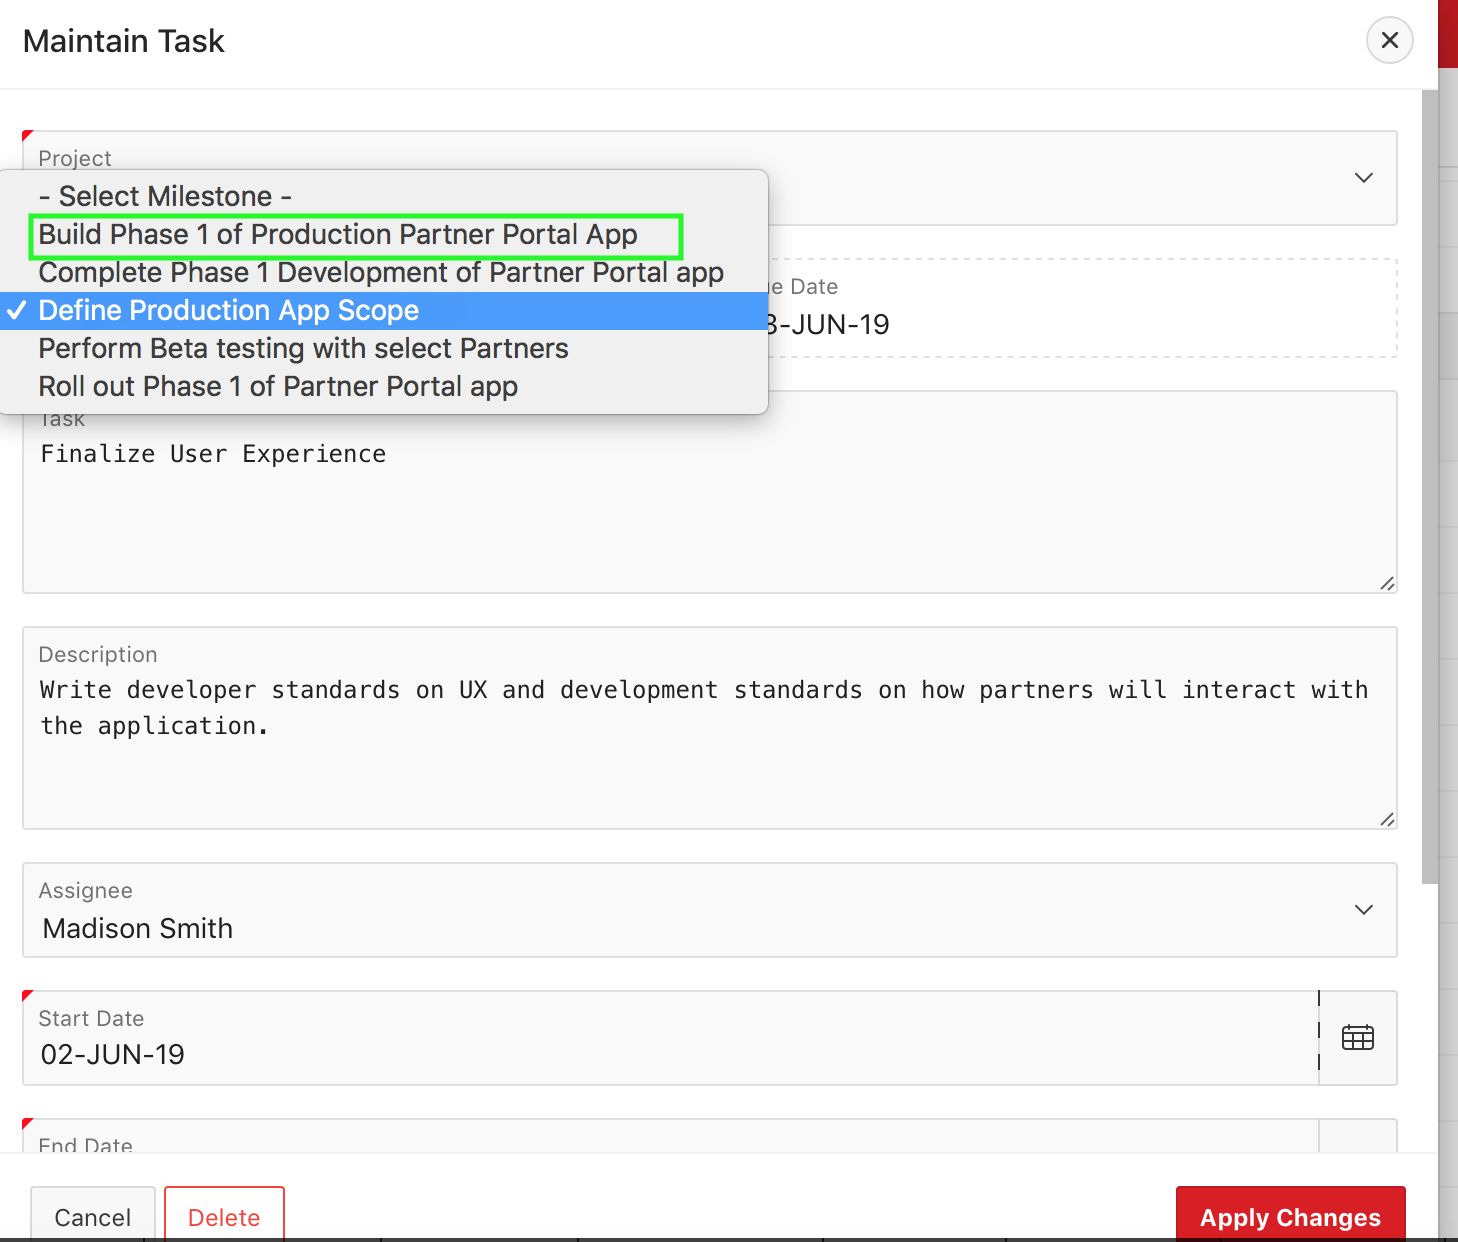 Maintain Task
Project
- Select Milestone -
Build Phase 1 of Production Partner Portal App
Complete Phase 1 Development of Partner Portal app
✓ Define Production App Scope
Perform Beta testing with select Partners
Roll out Phase 1 of Partner Portal app
Date
-JUN-19
Task
Finalize User Experience
Description
Write developer standards on UX and development standards on how partners will interact with
the application.
Assignee
Madison Smith
Start Date
02-JUN-19
End Date
Cancel
Delete
Apply Changes